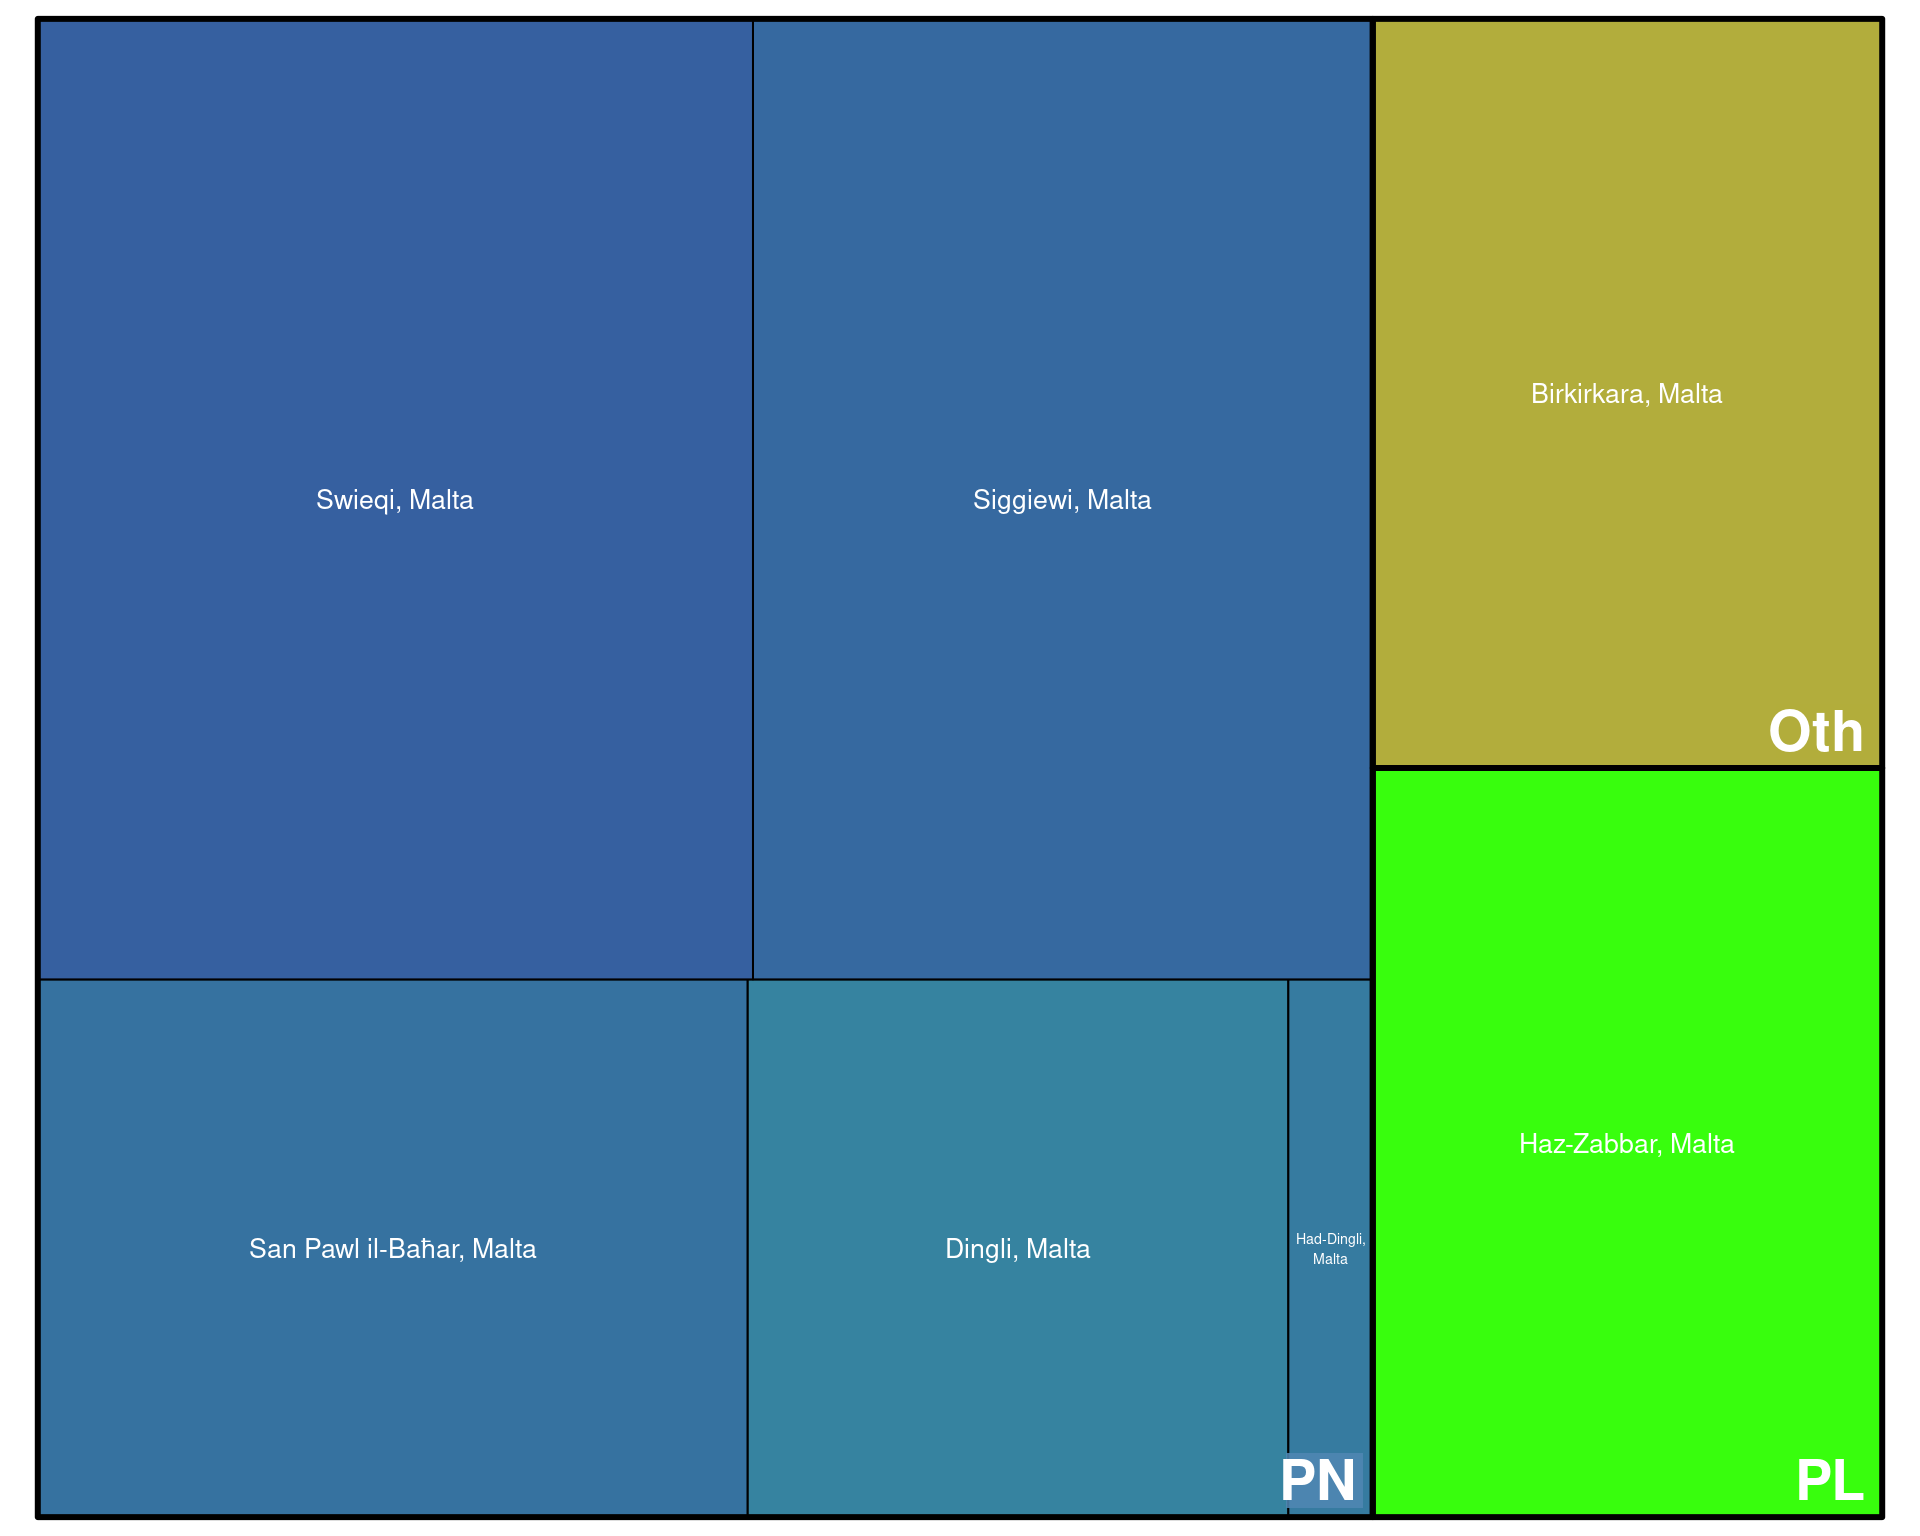 Swieqi, Malta
Siggiewi, Malta
Birkirkara, Malta
Oth
San Pawl il-Baħar, Malta
Dingli, Malta
Had-Dingli,
Malta
PN
Haz-Zabbar, Malta
PL